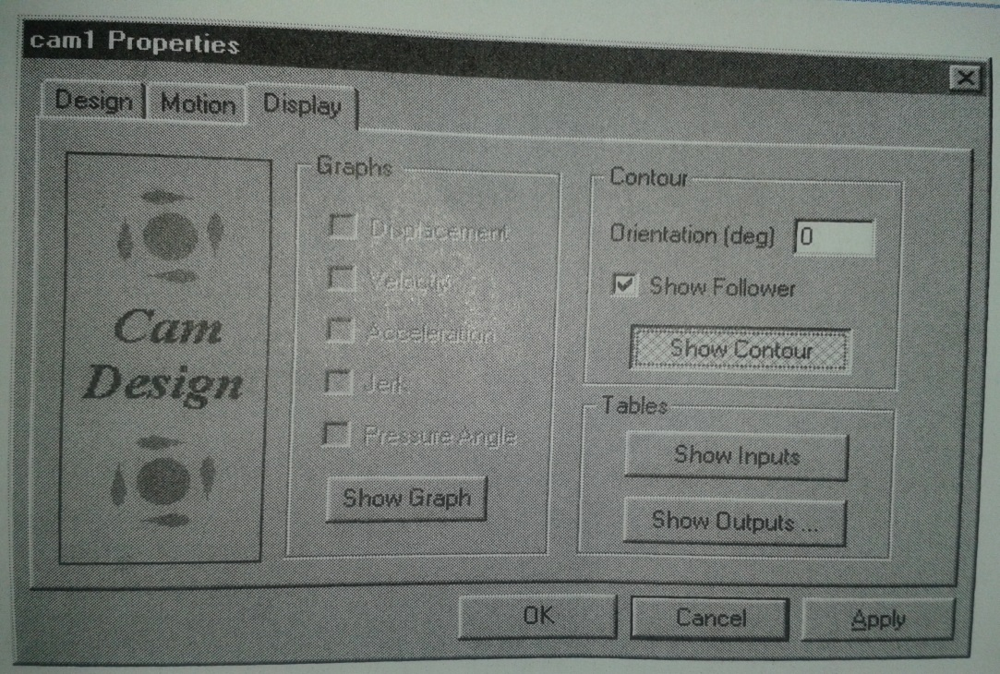 cam1 Properties
Design
Motion
Display
Cam
Design
Graphs
Displacement
Velocity
Acceleration
Jerk
Pressure Angle
Show Graph
Contour
Orientation (deg) 0
Show Follower
Show Contour
Tables
Show Inputs
Show Outputs ...
OK
Cancel
Apply